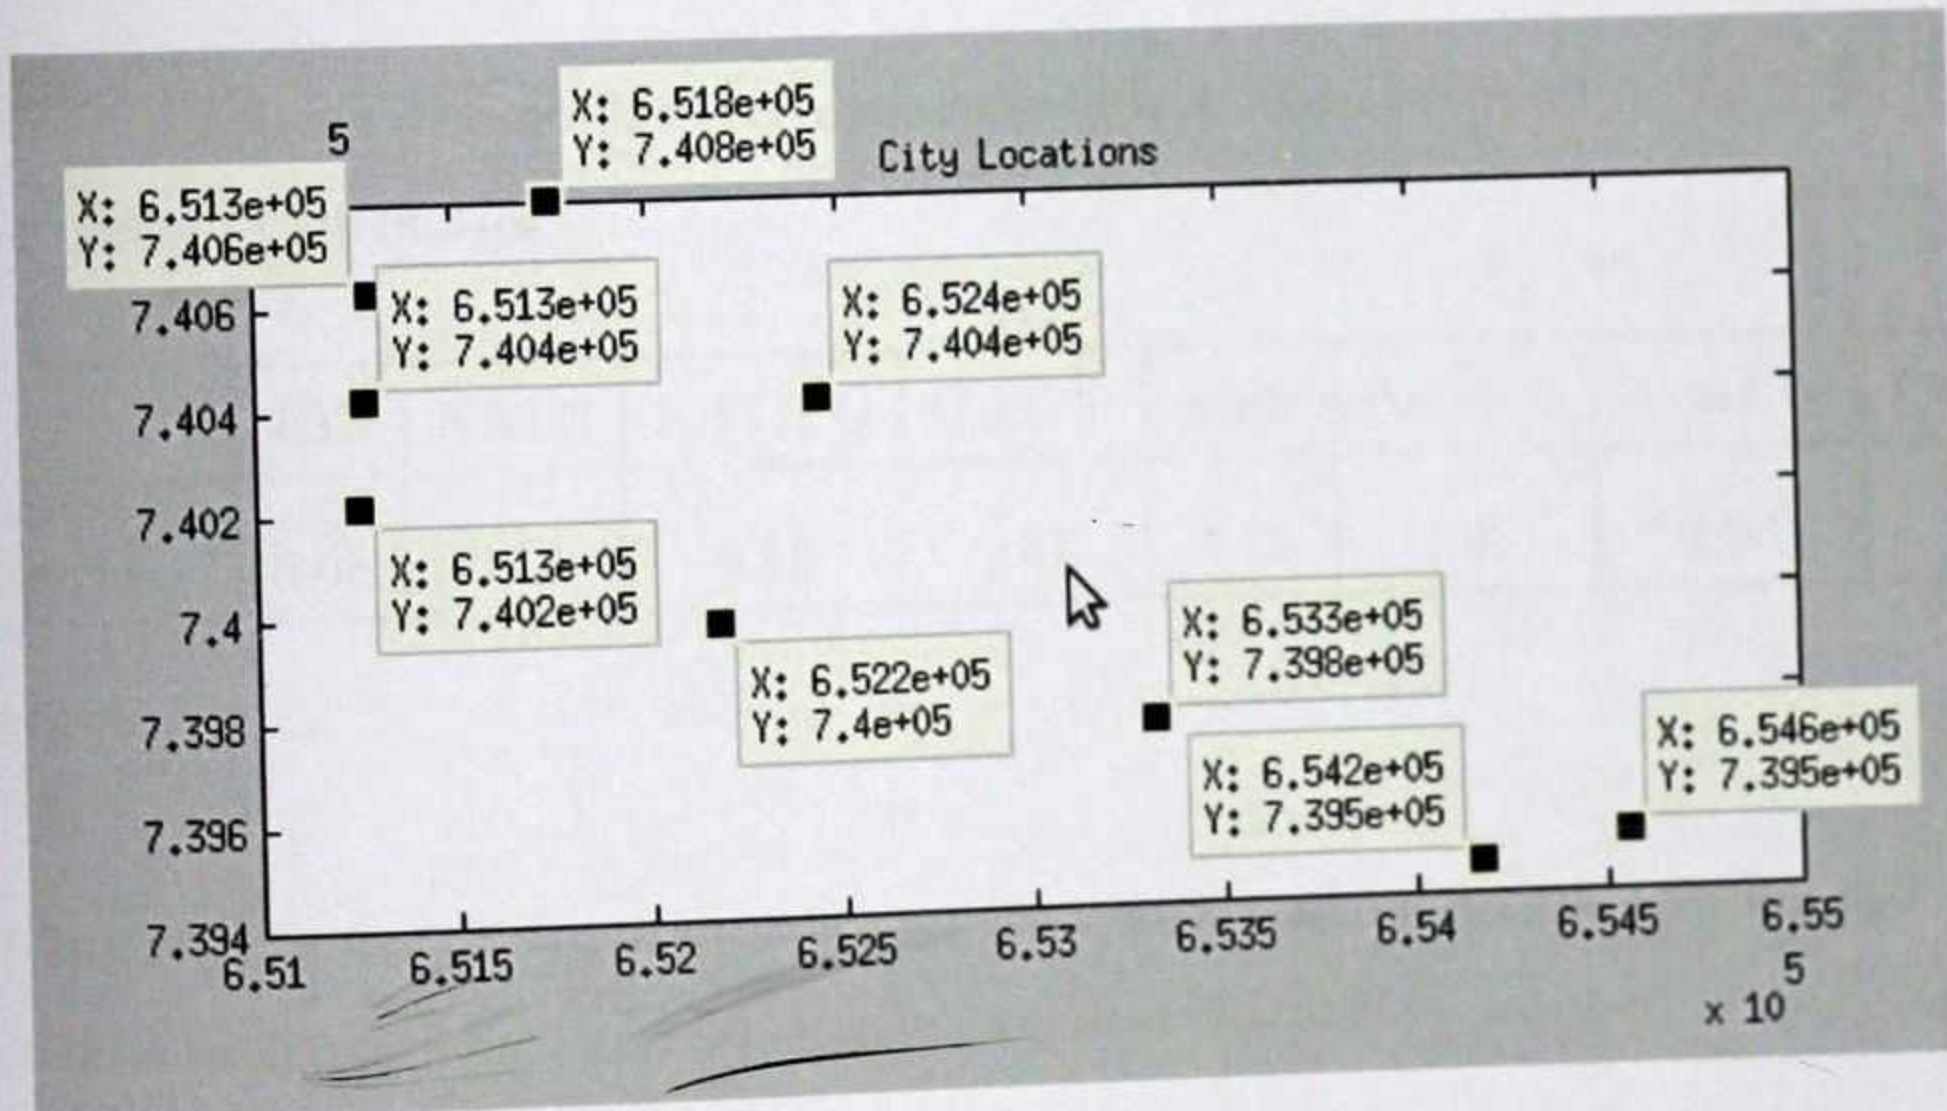 X: 6.518e+05
Y: 7.408e+05
5
City Locations
X: 6.513e+05
Y: 7.406e+05
X: 6.513e+05
Y: 7.404e+05
X: 6.524e+05
Y: 7.404e+05
7.406
7.404
7.402
7.4
7.398
7.396
7.394
X: 6.513e+05
Y: 7.402e+05
X: 6.522e+05
Y: 7.4e+05
X: 6.533e+05
Y: 7.398e+05
X: 6.542e+05
Y: 7.395e+05
X: 6.546e+05
Y: 7.395e+05
6.51 6.515 6.52 6.525 6.53 6.535 6.54 6.545 6.55
5
x 10